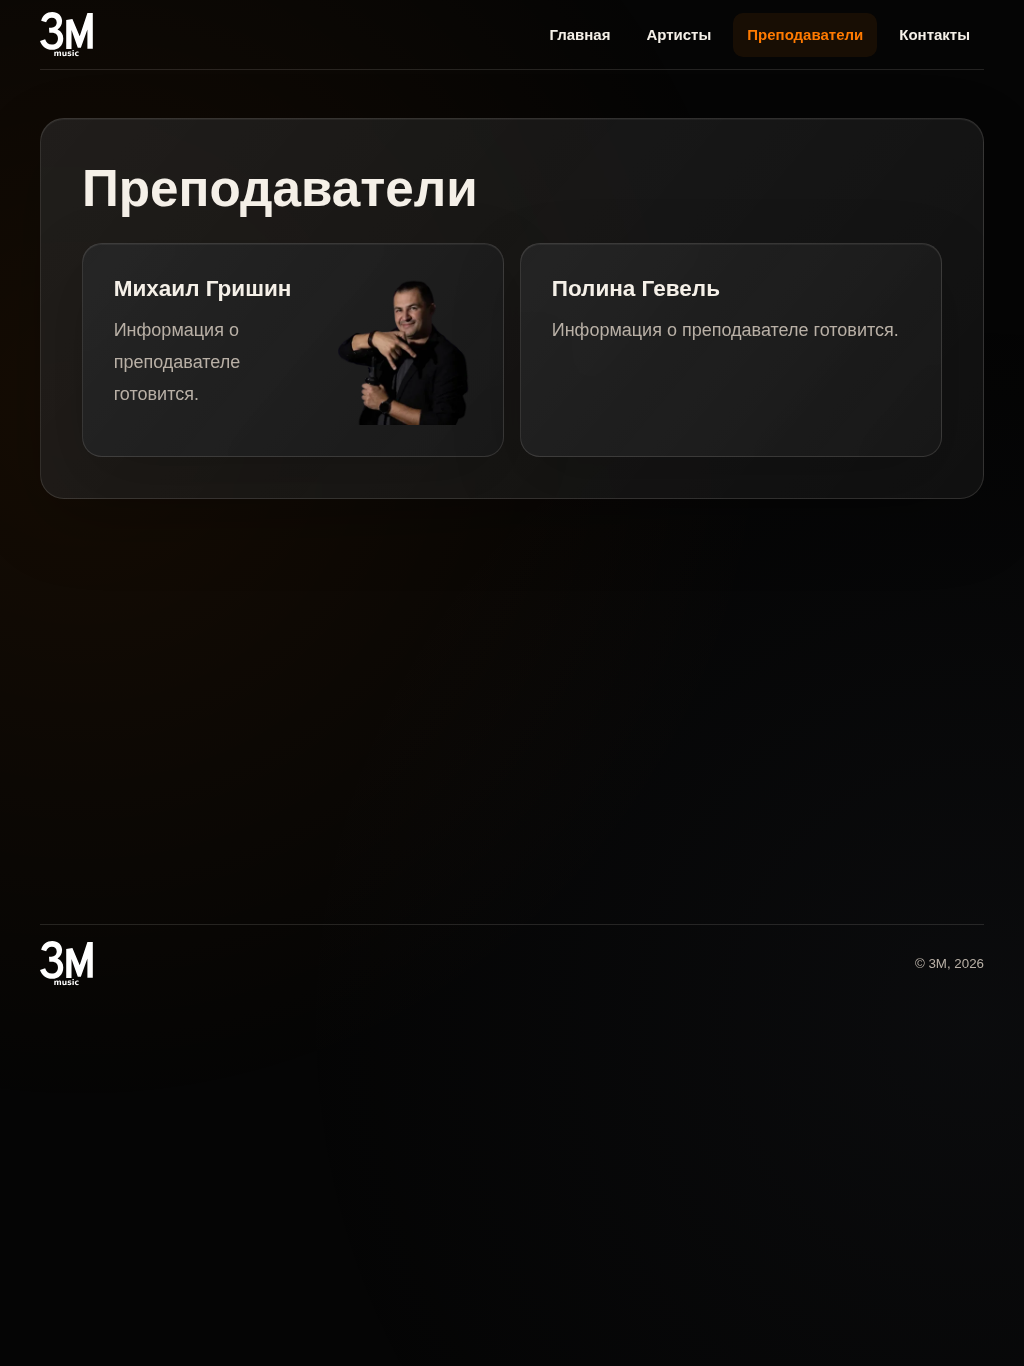 3M
music
Главная
Артисты
Преподаватели
Контакты
Преподаватели
Михаил Гришин
Информация о
преподавателе
готовится.
Полина Гевель
Информация о преподавателе готовится.
3M
music
© 3М, 2026